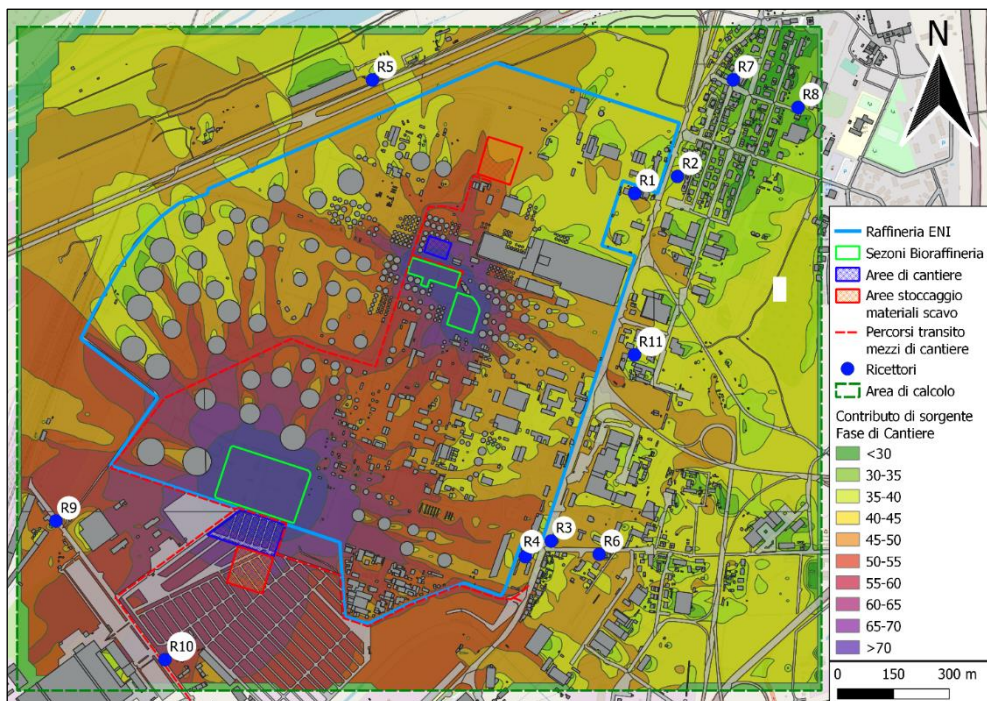 N
R5
R7
R8
R2
R1
R11
R9
R4
R3
R6
R10
Raffineria ENI
Sezoni Bioraffineria
Aree di cantiere
Aree stoccaggio
materiali scavo
Percorsi transito
mezzi di cantiere
Ricettori
Area di calcolo
Contributo di sorgente
Fase di Cantiere
<30
30-35
35-40
40-45
45-50
50-55
55-60
60-65
65-70
>70
0 150 300 m